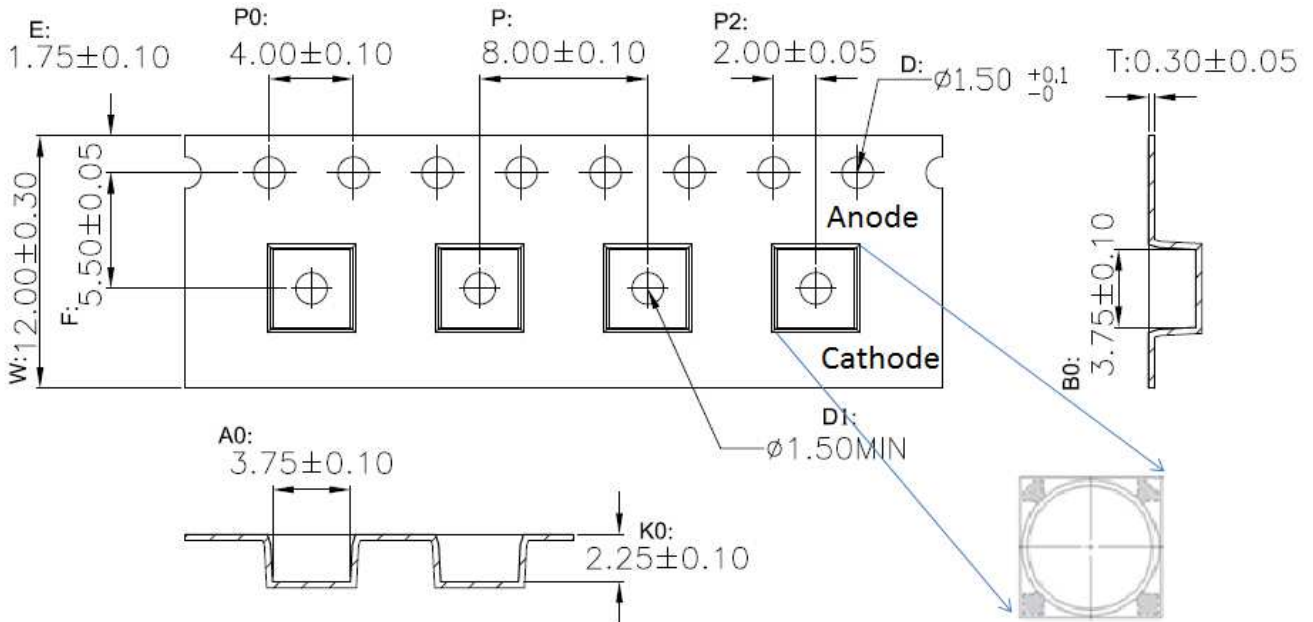 E:
1.75±0.10
P0:
4.00±0.10
P:
8.00±0.10
P2:
2.00±0.05
D: ⌀1.50 +0.1 -0
T:0.30±0.05
W:12.00±0.30
F: 5.50±0.05
Anode
Cathode
B0: 3.75±0.10
D1:
⌀1.50MIN
A0:
3.75±0.10
K0:
2.25±0.10